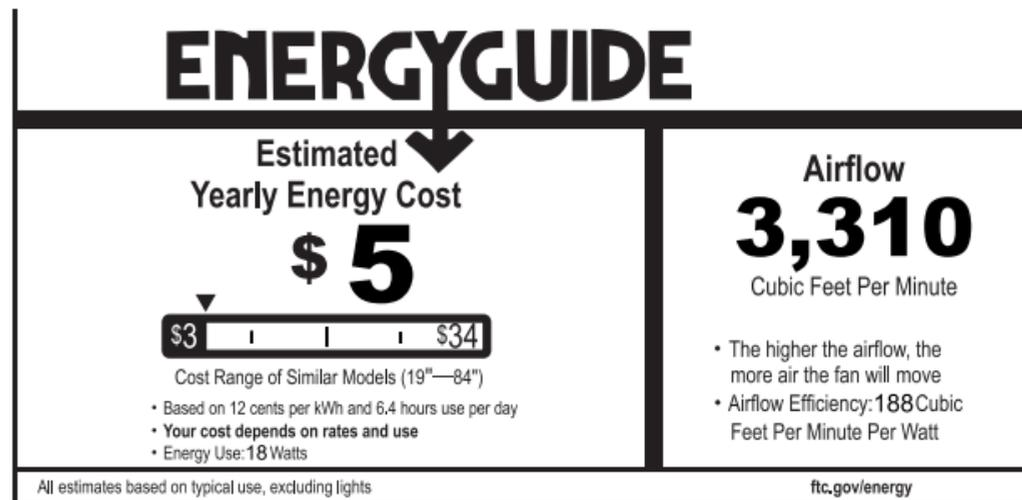 ENERGYGUIDE
Estimated
Yearly Energy Cost
$ 5
$3 $34
Cost Range of Similar Models (19"—84")
• Based on 12 cents per kWh and 6.4 hours use per day
• Your cost depends on rates and use
• Energy Use:18 Watts
Airflow
3,310
Cubic Feet Per Minute
• The higher the airflow, the
more air the fan will move
• Airflow Efficiency:188Cubic
Feet Per Minute Per Watt
All estimates based on typical use, excluding lights
ftc.gov/energy